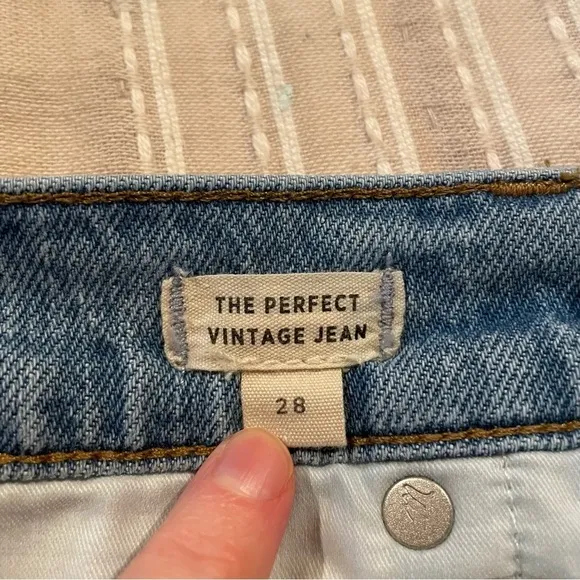 THE PERFECT
VINTAGE JEAN
28